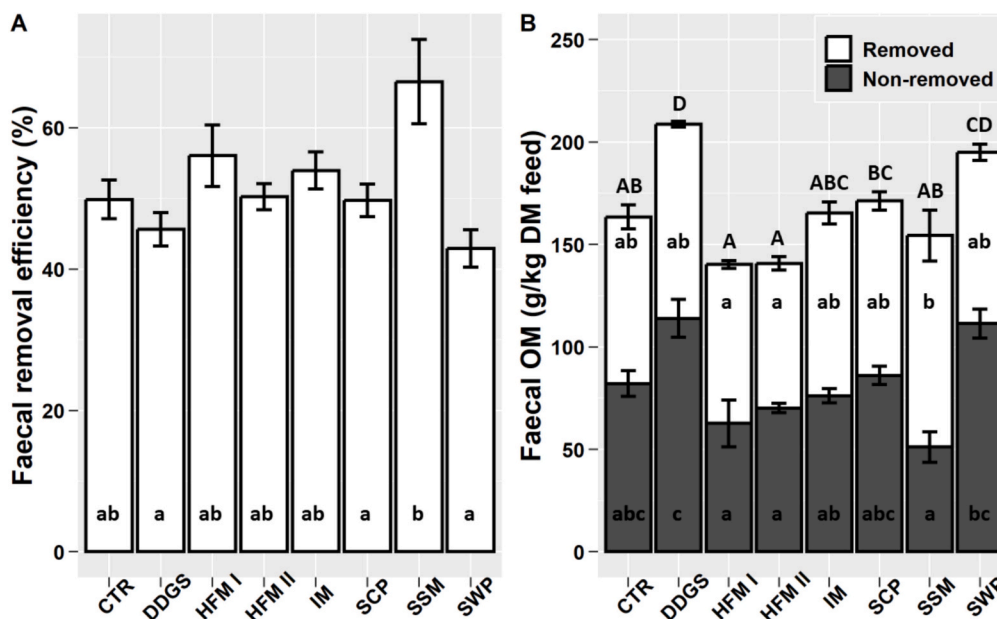 A
Faecal removal efficiency (%)
60
40
20
0
ab
a
ab
ab
ab
a
b
a
CTR
DDGS
HFM I
HFM II
IM
SCP
SSM
SWP
B
Faecal OM (g/kg DM feed)
250
200
150
100
50
0
Removed
Non-removed
AB
D
A
A
ABC
BC
AB
CD
ab
ab
a
a
ab
ab
b
ab
abc
c
a
a
ab
abc
a
bc
CTR
DDGS
HFM I
HFM II
IM
SCP
SSM
SWP